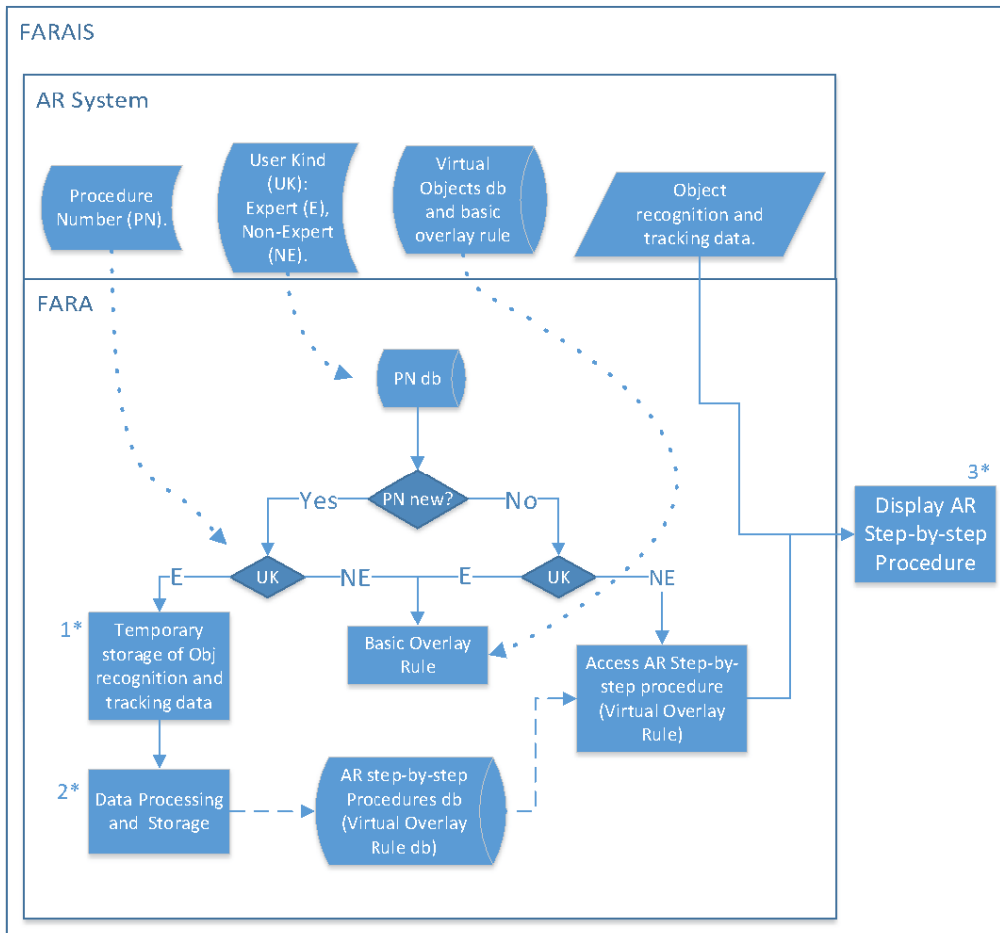 FARAIS
AR System
Procedure
Number (PN).
User Kind
(UK):
Expert (E),
Non-Expert
(NE).
Virtual
Objects db
and basic
overlay rule
Object
recognition and
tracking data.
FARA
PN db
PN new?
Yes
No
UK
E
NE
UK
E
NE
1*
Temporary
storage of Obj
recognition and
tracking data
Basic Overlay
Rule
Access AR Step-by-
step procedure
(Virtual Overlay
Rule)
3*
Display AR
Step-by-step
Procedure
2*
Data Processing
and Storage
AR step-by-step
Procedures db
(Virtual Overlay
Rule db)